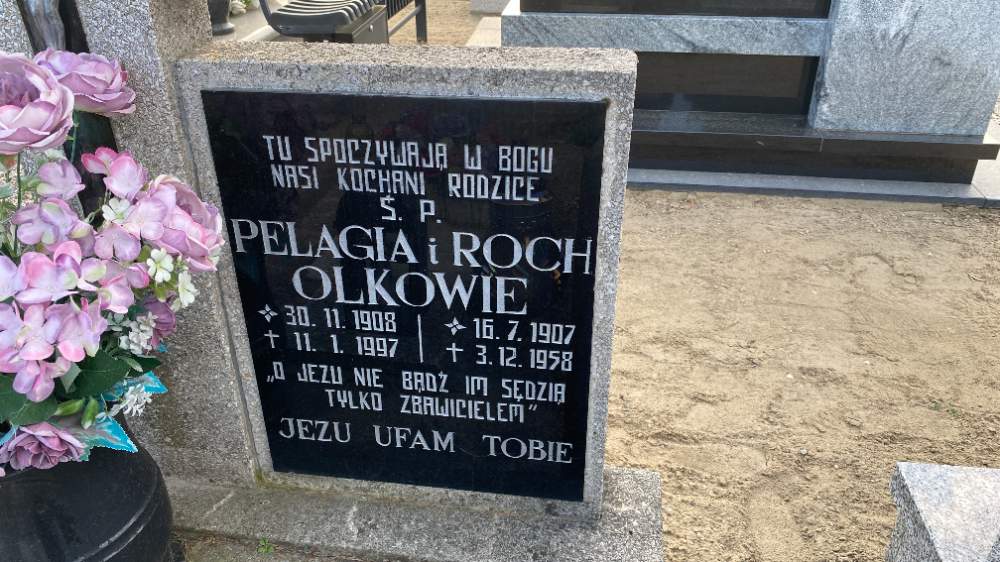 TU SPOCZYWAJĄ W BOGU
NASI KOCHANI RODZICE
Ś. P.
PELAGIA i ROCH
OLKOWIE
30. 11. 1908 | 16. 7. 1907
† 11. 1. 1997 | † 3. 12. 1958
„O JEZU NIE BĄDŹ IM SĘDZIĄ
TYLKO ZBAWICIELEM"
JEZU UFAM TOBIE